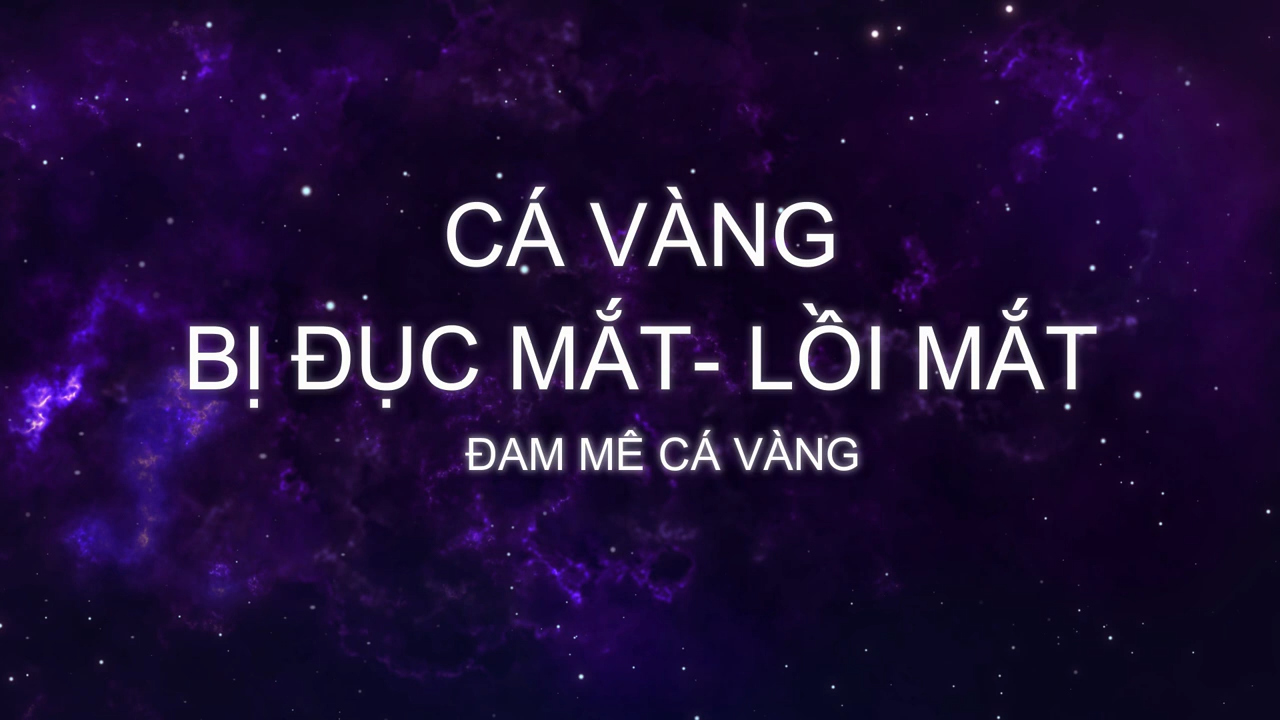 CÁ VÀNG
BỊ ĐỤC MẮT- LỒI MẮT
ĐAM MÊ CÁ VÀNG